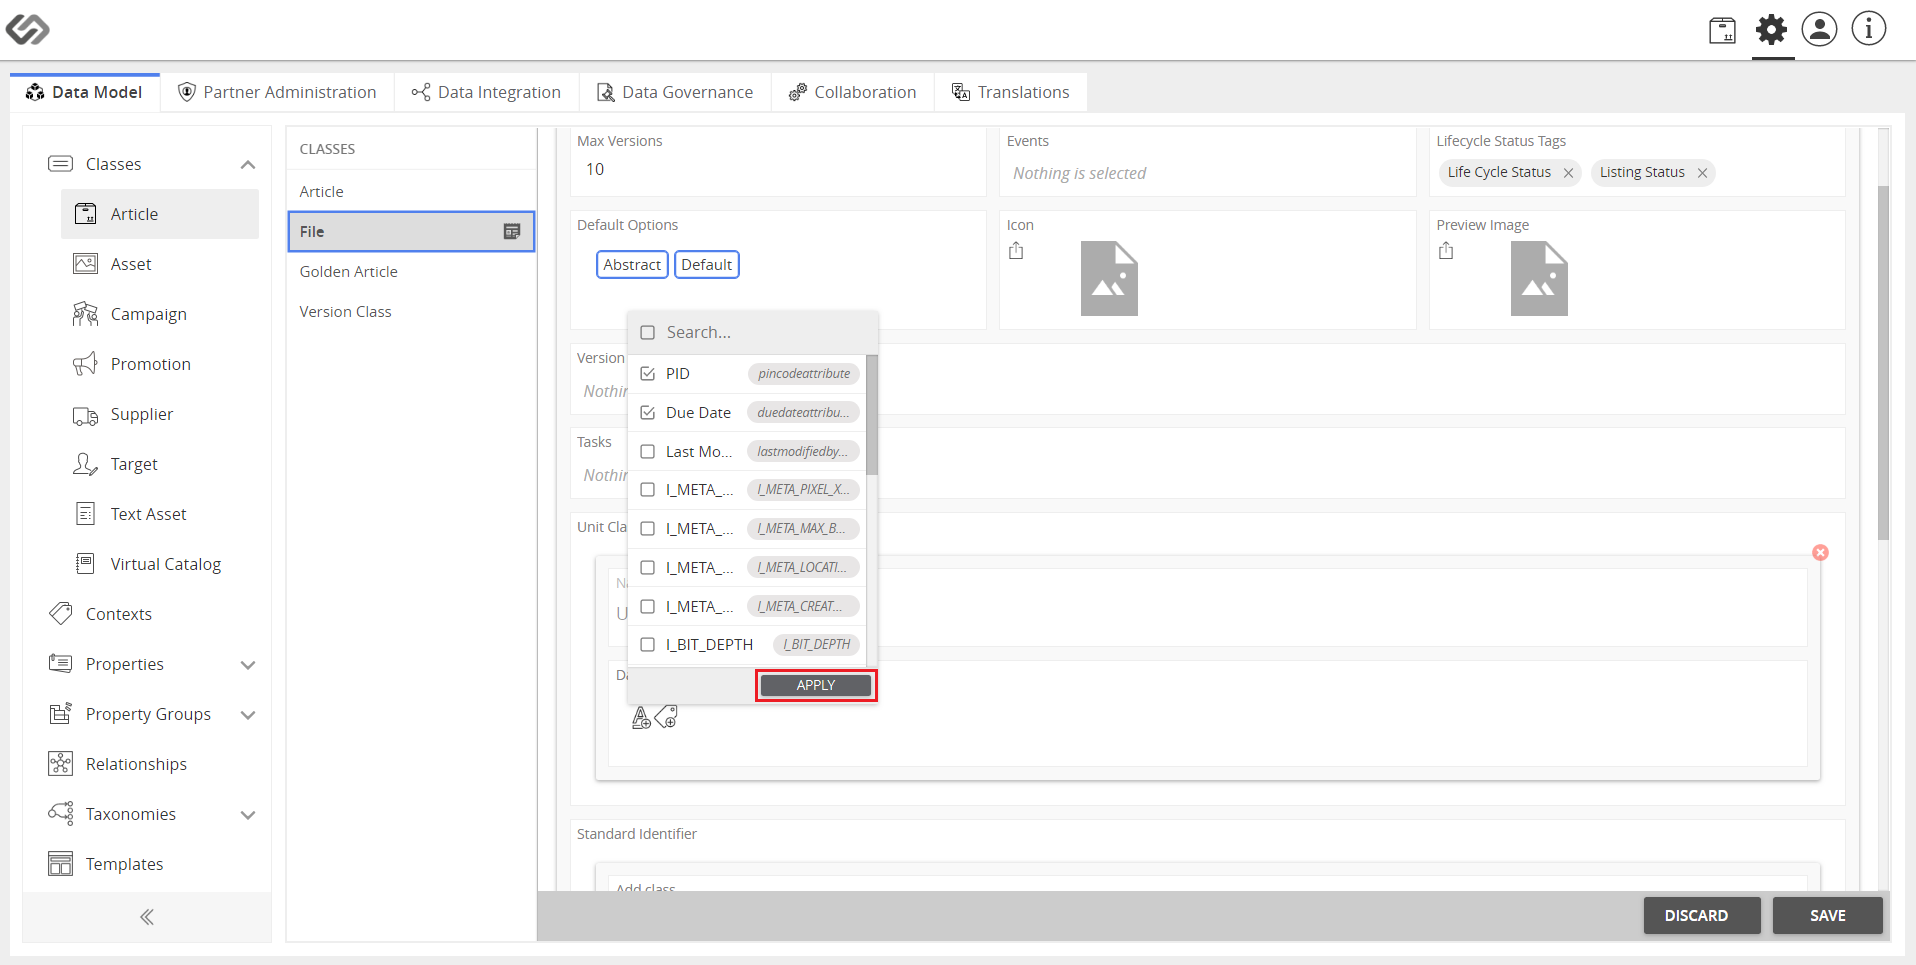 Data Model
Partner Administration
Data Integration
Data Governance
Collaboration
Translations
Classes
Article
Asset
Campaign
Promotion
Supplier
Target
Text Asset
Virtual Catalog
Contexts
Properties
Property Groups
Relationships
Taxonomies
Templates
CLASSES
Article
File
Golden Article
Version Class
Max Versions
10
Events
Nothing is selected
Lifecycle Status Tags
Life Cycle Status
Listing Status
Default Options
Abstract
Default
Icon
Preview Image
Version
Nothin
Tasks
Nothin
Unit Cla
Search...
PID pincodeattribute
Due Date duedateattribu...
Last Mo... lastmodifiedby...
I_META_... I_META_PIXEL_X...
I_META_... I_META_MAX_B...
I_META_... I_META_LOCATI...
I_META_... I_META_CREAT...
I_BIT_DEPTH I_BIT_DEPTH
APPLY
Standard Identifier
Add class
DISCARD
SAVE